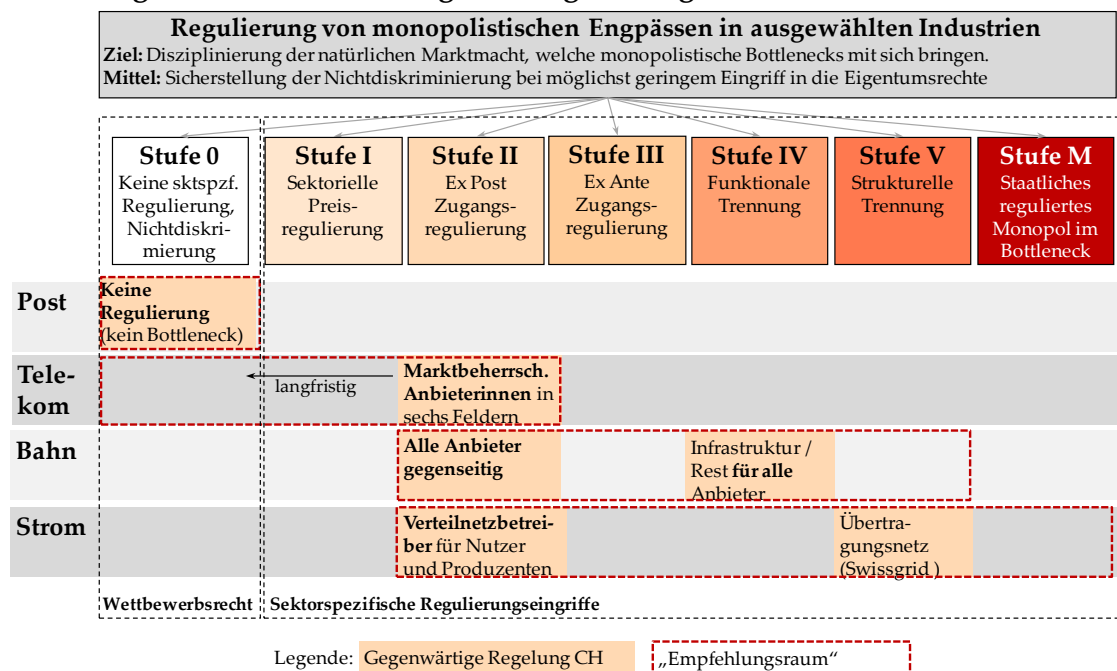 Regulierung von monopolistischen Engpässen in ausgewählten Industrien
Ziel: Disziplinierung der natürlichen Marktmacht, welche monopolistische Bottlenecks mit sich bringen.
Mittel: Sicherstellung der Nichtdiskriminierung bei möglichst geringem Eingriff in die Eigentumsrechte
Stufe 0
Keine sktspzf.
Regulierung,
Nichtdiskri-
mierung
Stufe I
Sektorielle
Preis-
regulierung
Stufe II
Ex Post
Zugangs-
regulierung
Stufe III
Ex Ante
Zugangs-
regulierung
Stufe IV
Funktionale
Trennung
Stufe V
Strukturelle
Trennung
Stufe M
Staatliches
reguliertes
Monopol im
Bottleneck
Post
Keine
Regulierung
(kein Bottleneck)
Tele-
kom
langfristig
Marktbeherrsch.
Anbieterinnen in
sechs Feldern
Bahn
Alle Anbieter
gegenseitig
Infrastruktur /
Rest für alle
Anbieter
Strom
Verteilnetzbetrei-
ber für Nutzer
und Produzenten
Übertra-
gungsnetz
(Swissgrid )
Wettbewerbsrecht
Sektorspezifische Regulierungseingriffe
Legende: Gegenwärtige Regelung CH
„Empfehlungsraum“